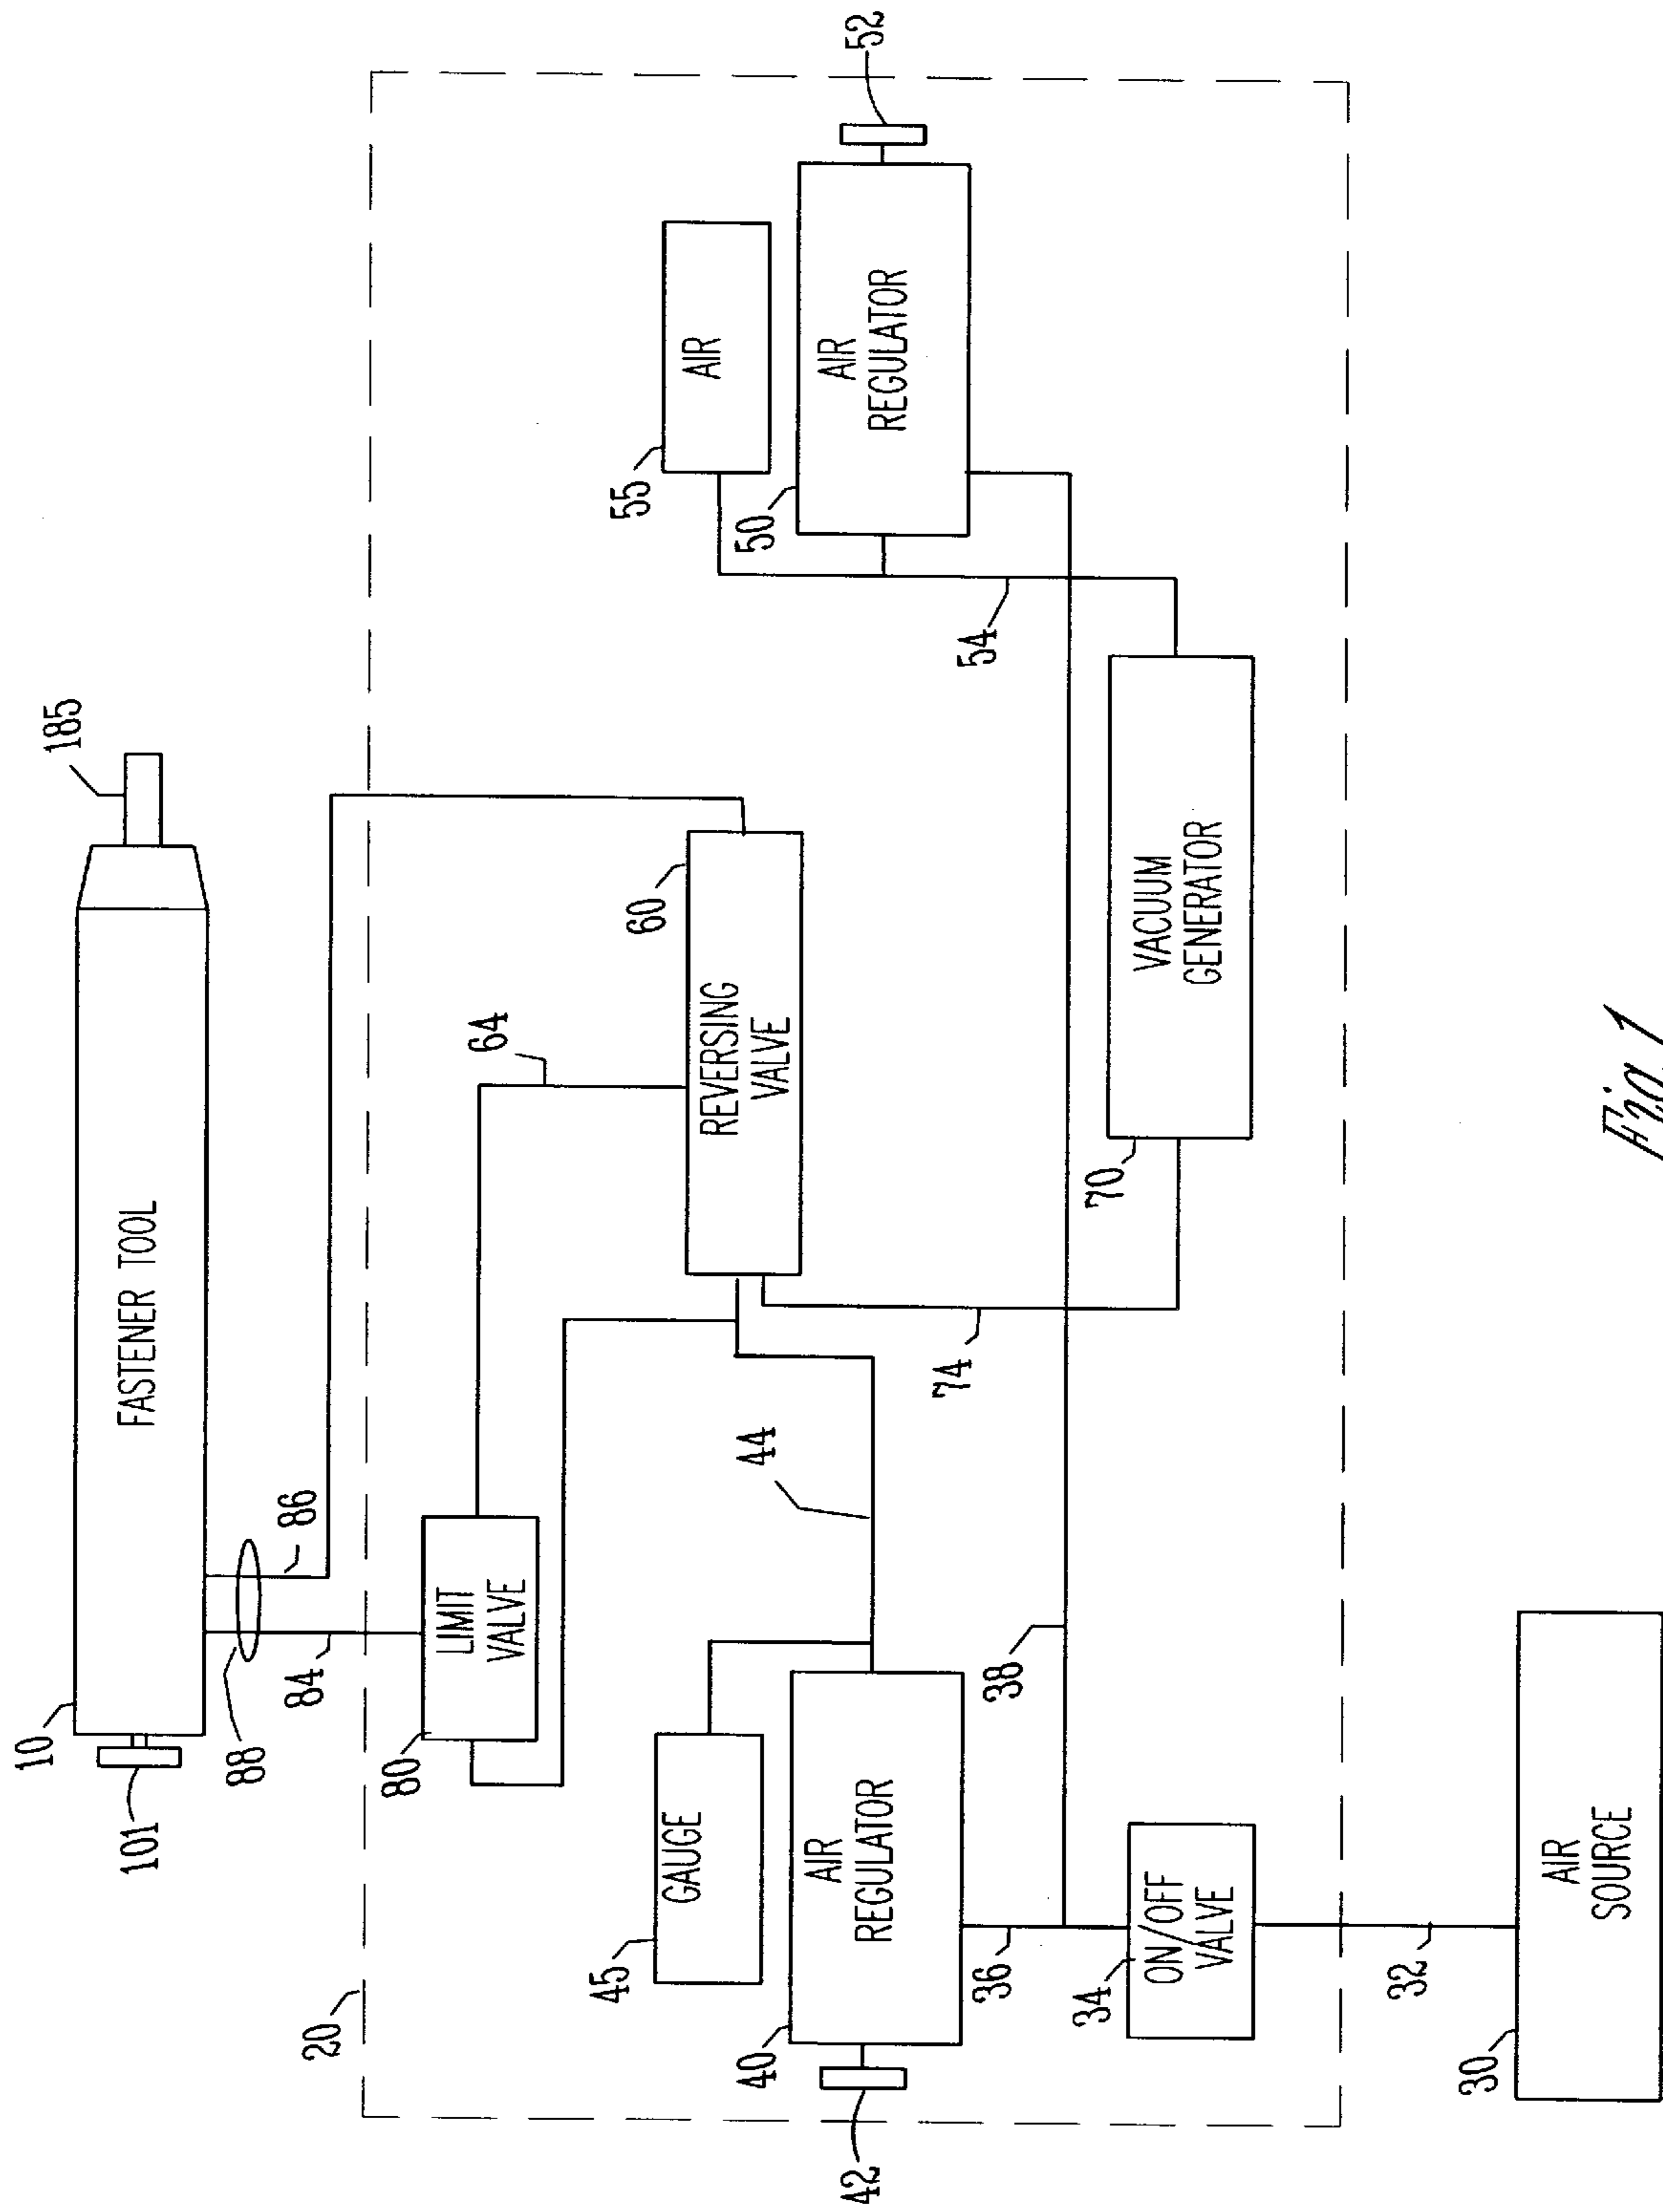 10
FASTENER TOOL
185
101
88
84
86
20
80
LIMIT
VALVE
64
60
REVERSING
VALVE
55
AIR
50
AIR
REGULATOR
52
45
GAUGE
40
AIR
REGULATOR
42
44
74
54
36
38
34
ON/OFF
VALVE
70
VACUUM
GENERATOR
32
30
AIR
SOURCE
Fig.1